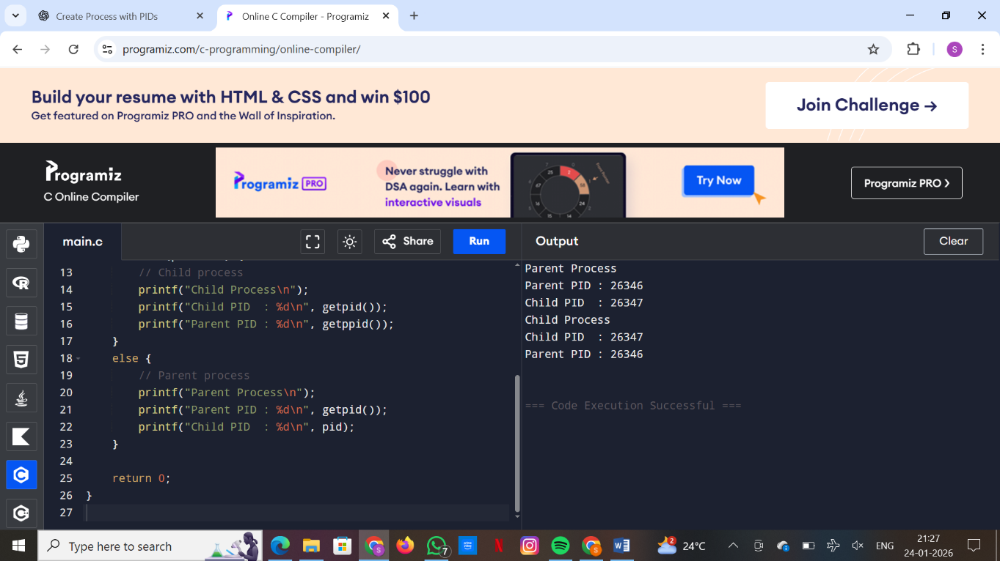 Create Process with PIDs
Online C Compiler - Programiz
programiz.com/c-programming/online-compiler/
S
Build your resume with HTML & CSS and win $100
Get featured on Programiz PRO and the Wall of Inspiration.
Join Challenge →
Programiz
C Online Compiler
Programiz PRO
Never struggle with
DSA again. Learn with
interactive visuals
Try Now
Programiz PRO ❯
main.c
Share
Run
Output
Clear
13 // Child process
14 printf("Child Process\n");
15 printf("Child PID  : %d\n", getpid());
16 printf("Parent PID : %d\n", getppid());
17 }
18 else {
19 // Parent process
20 printf("Parent Process\n");
21 printf("Parent PID : %d\n", getpid());
22 printf("Child PID  : %d\n", pid);
23 }
24
25 return 0;
26 }
27
Parent Process
Parent PID : 26346
Child PID  : 26347
Child Process
Child PID  : 26347
Parent PID : 26346
=== Code Execution Successful ===
Type here to search
7
prime video
2
24°C
ENG
21:27
24-01-2026